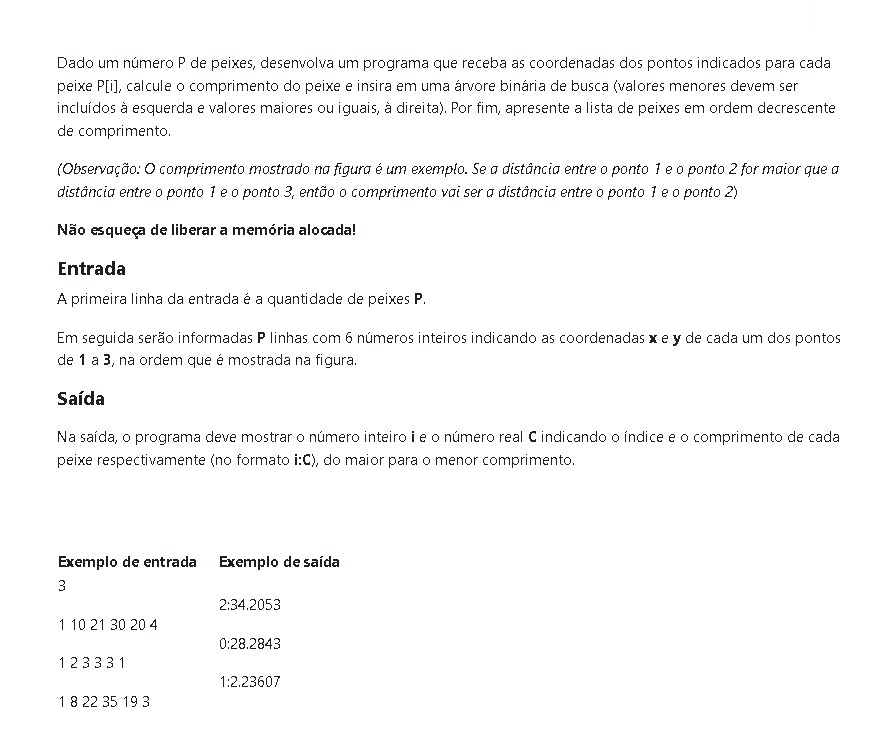 Dado um número P de peixes, desenvolva um programa que receba as coordenadas dos pontos indicados para cada
peixe P[i], calcule o comprimento do peixe e insira em uma árvore binária de busca (valores menores devem ser
incluídos à esquerda e valores maiores ou iguais, à direita). Por fim, apresente a lista de peixes em ordem decrescente
de comprimento.
(Observação: O comprimento mostrado na figura é um exemplo. Se a distância entre o ponto 1 e o ponto 2 for maior que a
distância entre o ponto 1 e o ponto 3, então o comprimento vai ser a distância entre o ponto 1 e o ponto 2)
Não esqueça de liberar a memória alocada!
Entrada
A primeira linha da entrada é a quantidade de peixes P.
Em seguida serão informadas P linhas com 6 números inteiros indicando as coordenadas x e y de cada um dos pontos
de 1 a 3, na ordem que é mostrada na figura.
Saída
Na saída, o programa deve mostrar o número inteiro i e o número real C indicando o índice e o comprimento de cada
peixe respectivamente (no formato i:C), do maior para o menor comprimento.
Exemplo de entrada Exemplo de saída
3
2:34.2053
1 10 21 30 20 4
0:28.2843
1 2 3 3 3 1
1:2.23607
1 8 22 35 19 3